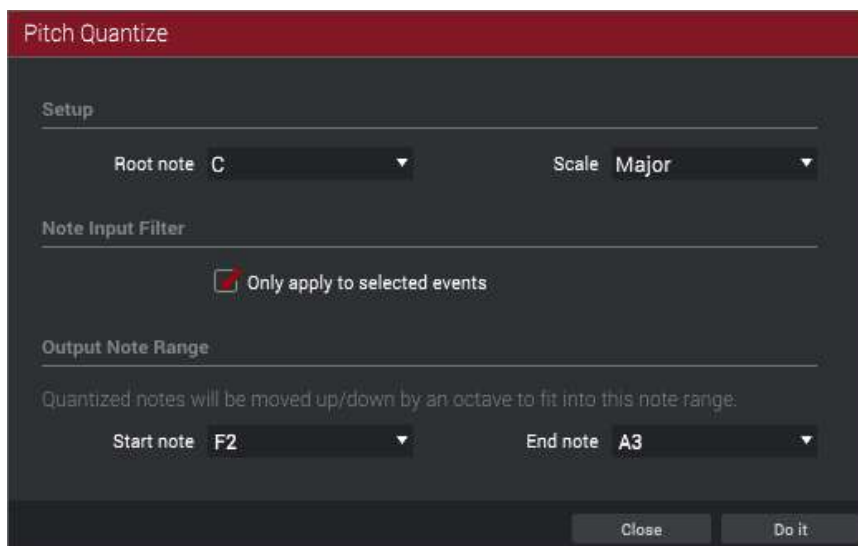 Pitch Quantize
Setup
Root note C Scale Major
Note Input Filter
Only apply to selected events
Output Note Range
Quantized notes will be moved up/down by an octave to fit into this note range.
Start note F2 End note A3
Close Do it